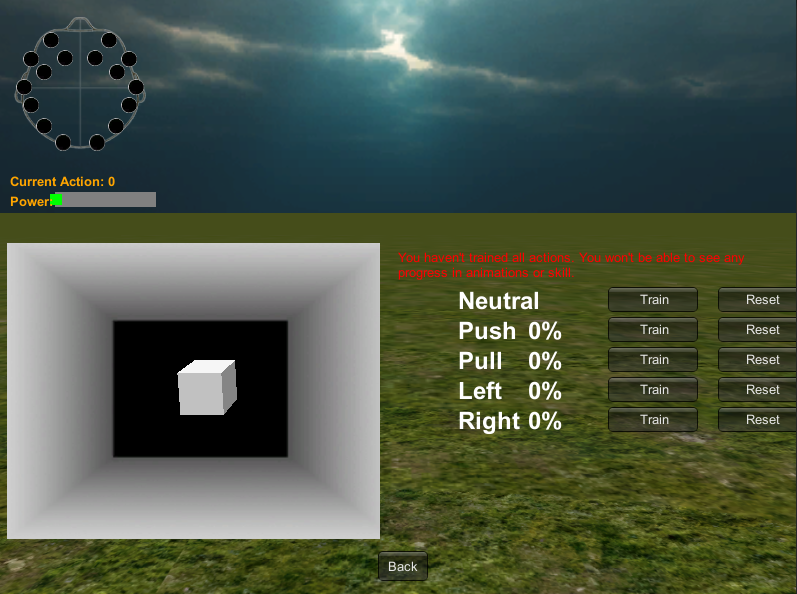 Current Action: 0
Power:
You haven't trained all actions. You won't be able to see any
progress in animations or skill.
Neutral Train Reset
Push 0% Train Reset
Pull 0% Train Reset
Left 0% Train Reset
Right 0% Train Reset
Back